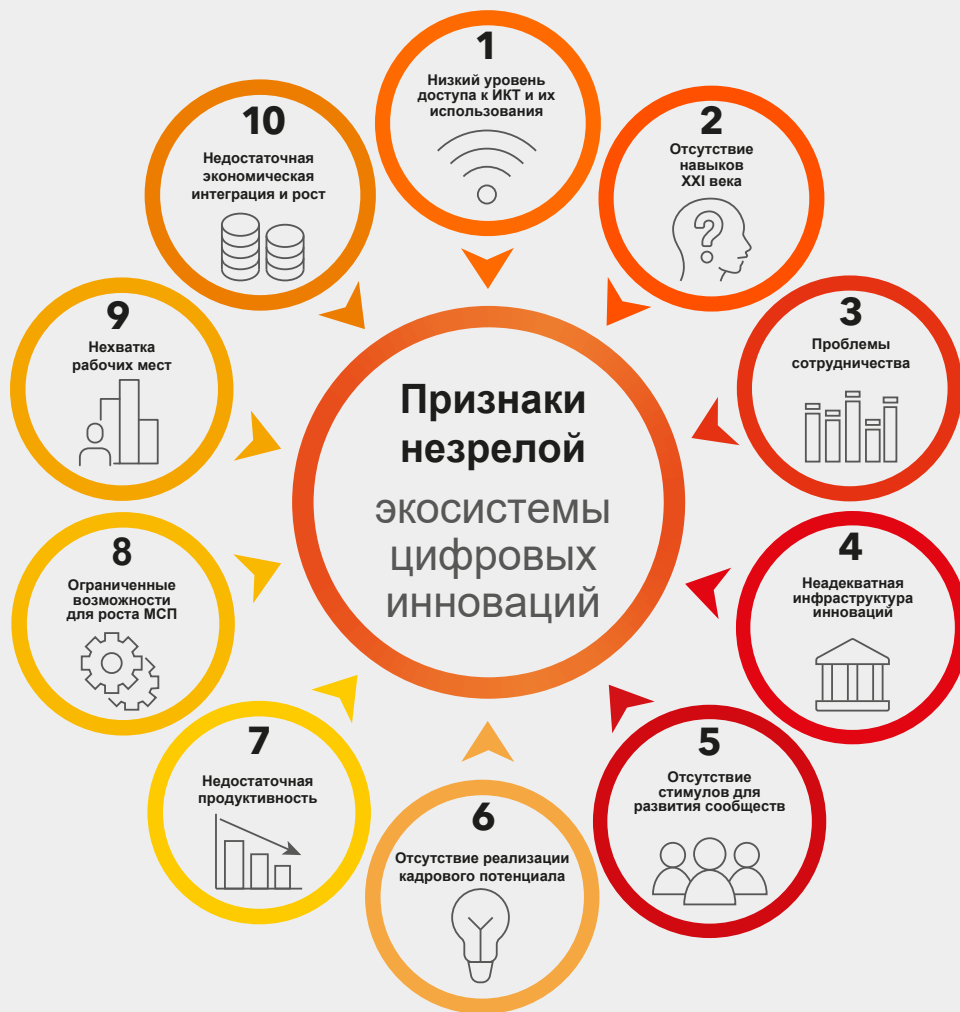 Признаки
незрелой
экосистемы
цифровых
инноваций
1
Низкий уровень
доступа к ИКТ и их
использования
2
Отсутствие
навыков
XXI века
3
Проблемы
сотрудничества
4
Неадекватная
инфраструктура
инноваций
5
Отсутствие
стимулов для
развития сообществ
6
Отсутствие реализации
кадрового потенциала
7
Недостаточная
продуктивность
8
Ограниченные
возможности
для роста МСП
9
Нехватка
рабочих мест
10
Недостаточная
экономическая
интеграция и рост